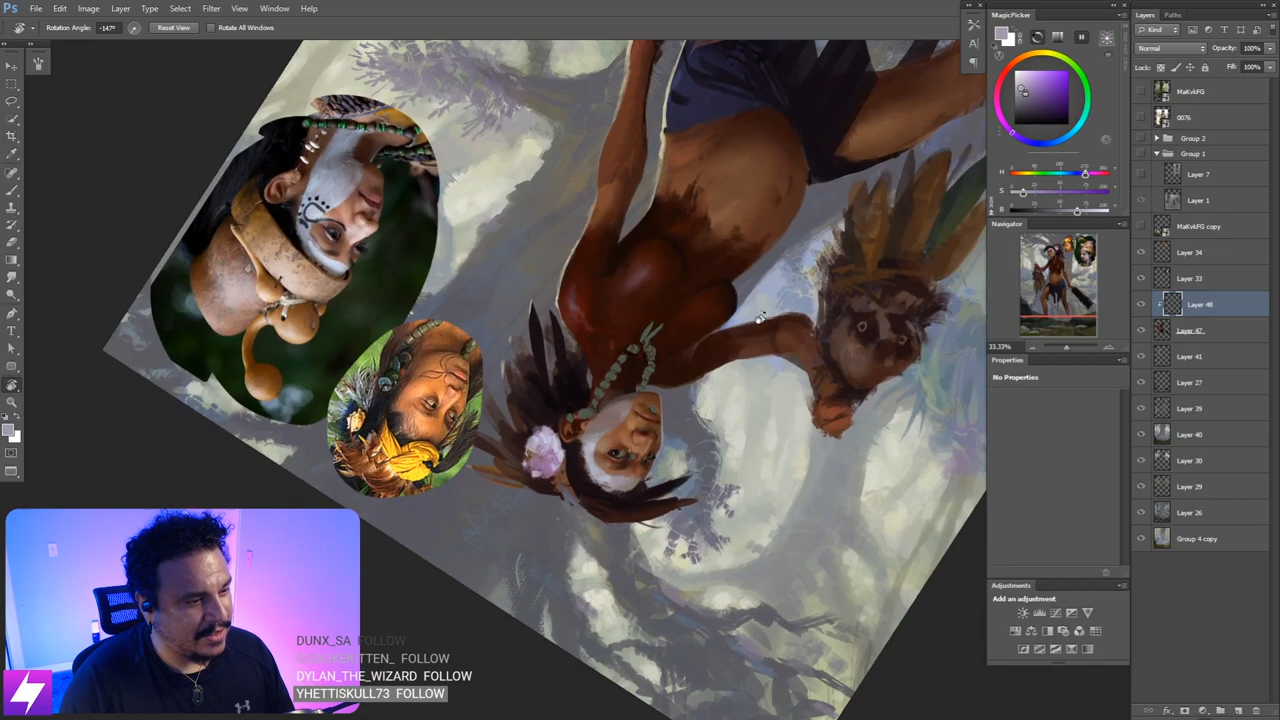 Ps File Edit Image Layer Type Select Filter View Window Help
Rotation Angle: -147° Reset View Rotate All Windows
MagicPicker
H
H
S
B
Navigator
33.33%
Properties
No Properties
Adjustments
Add an adjustment
Layers Paths
Kind
Normal Opacity: 100%
Lock: Fill: 100%
MaKvkFG
0076
Group 2
Group 1
Layer 7
Layer 1
MaKvkFG copy
Layer 34
Layer 33
Layer 48
Layer 47
Layer 41
Layer 27
Layer 39
Layer 40
Layer 30
Layer 29
Layer 26
Group 4 copy
DUNX_SA FOLLOW
FOLLOW
DYLAN_THE_WIZARD FOLLOW
YHETTISKULL73 FOLLOW